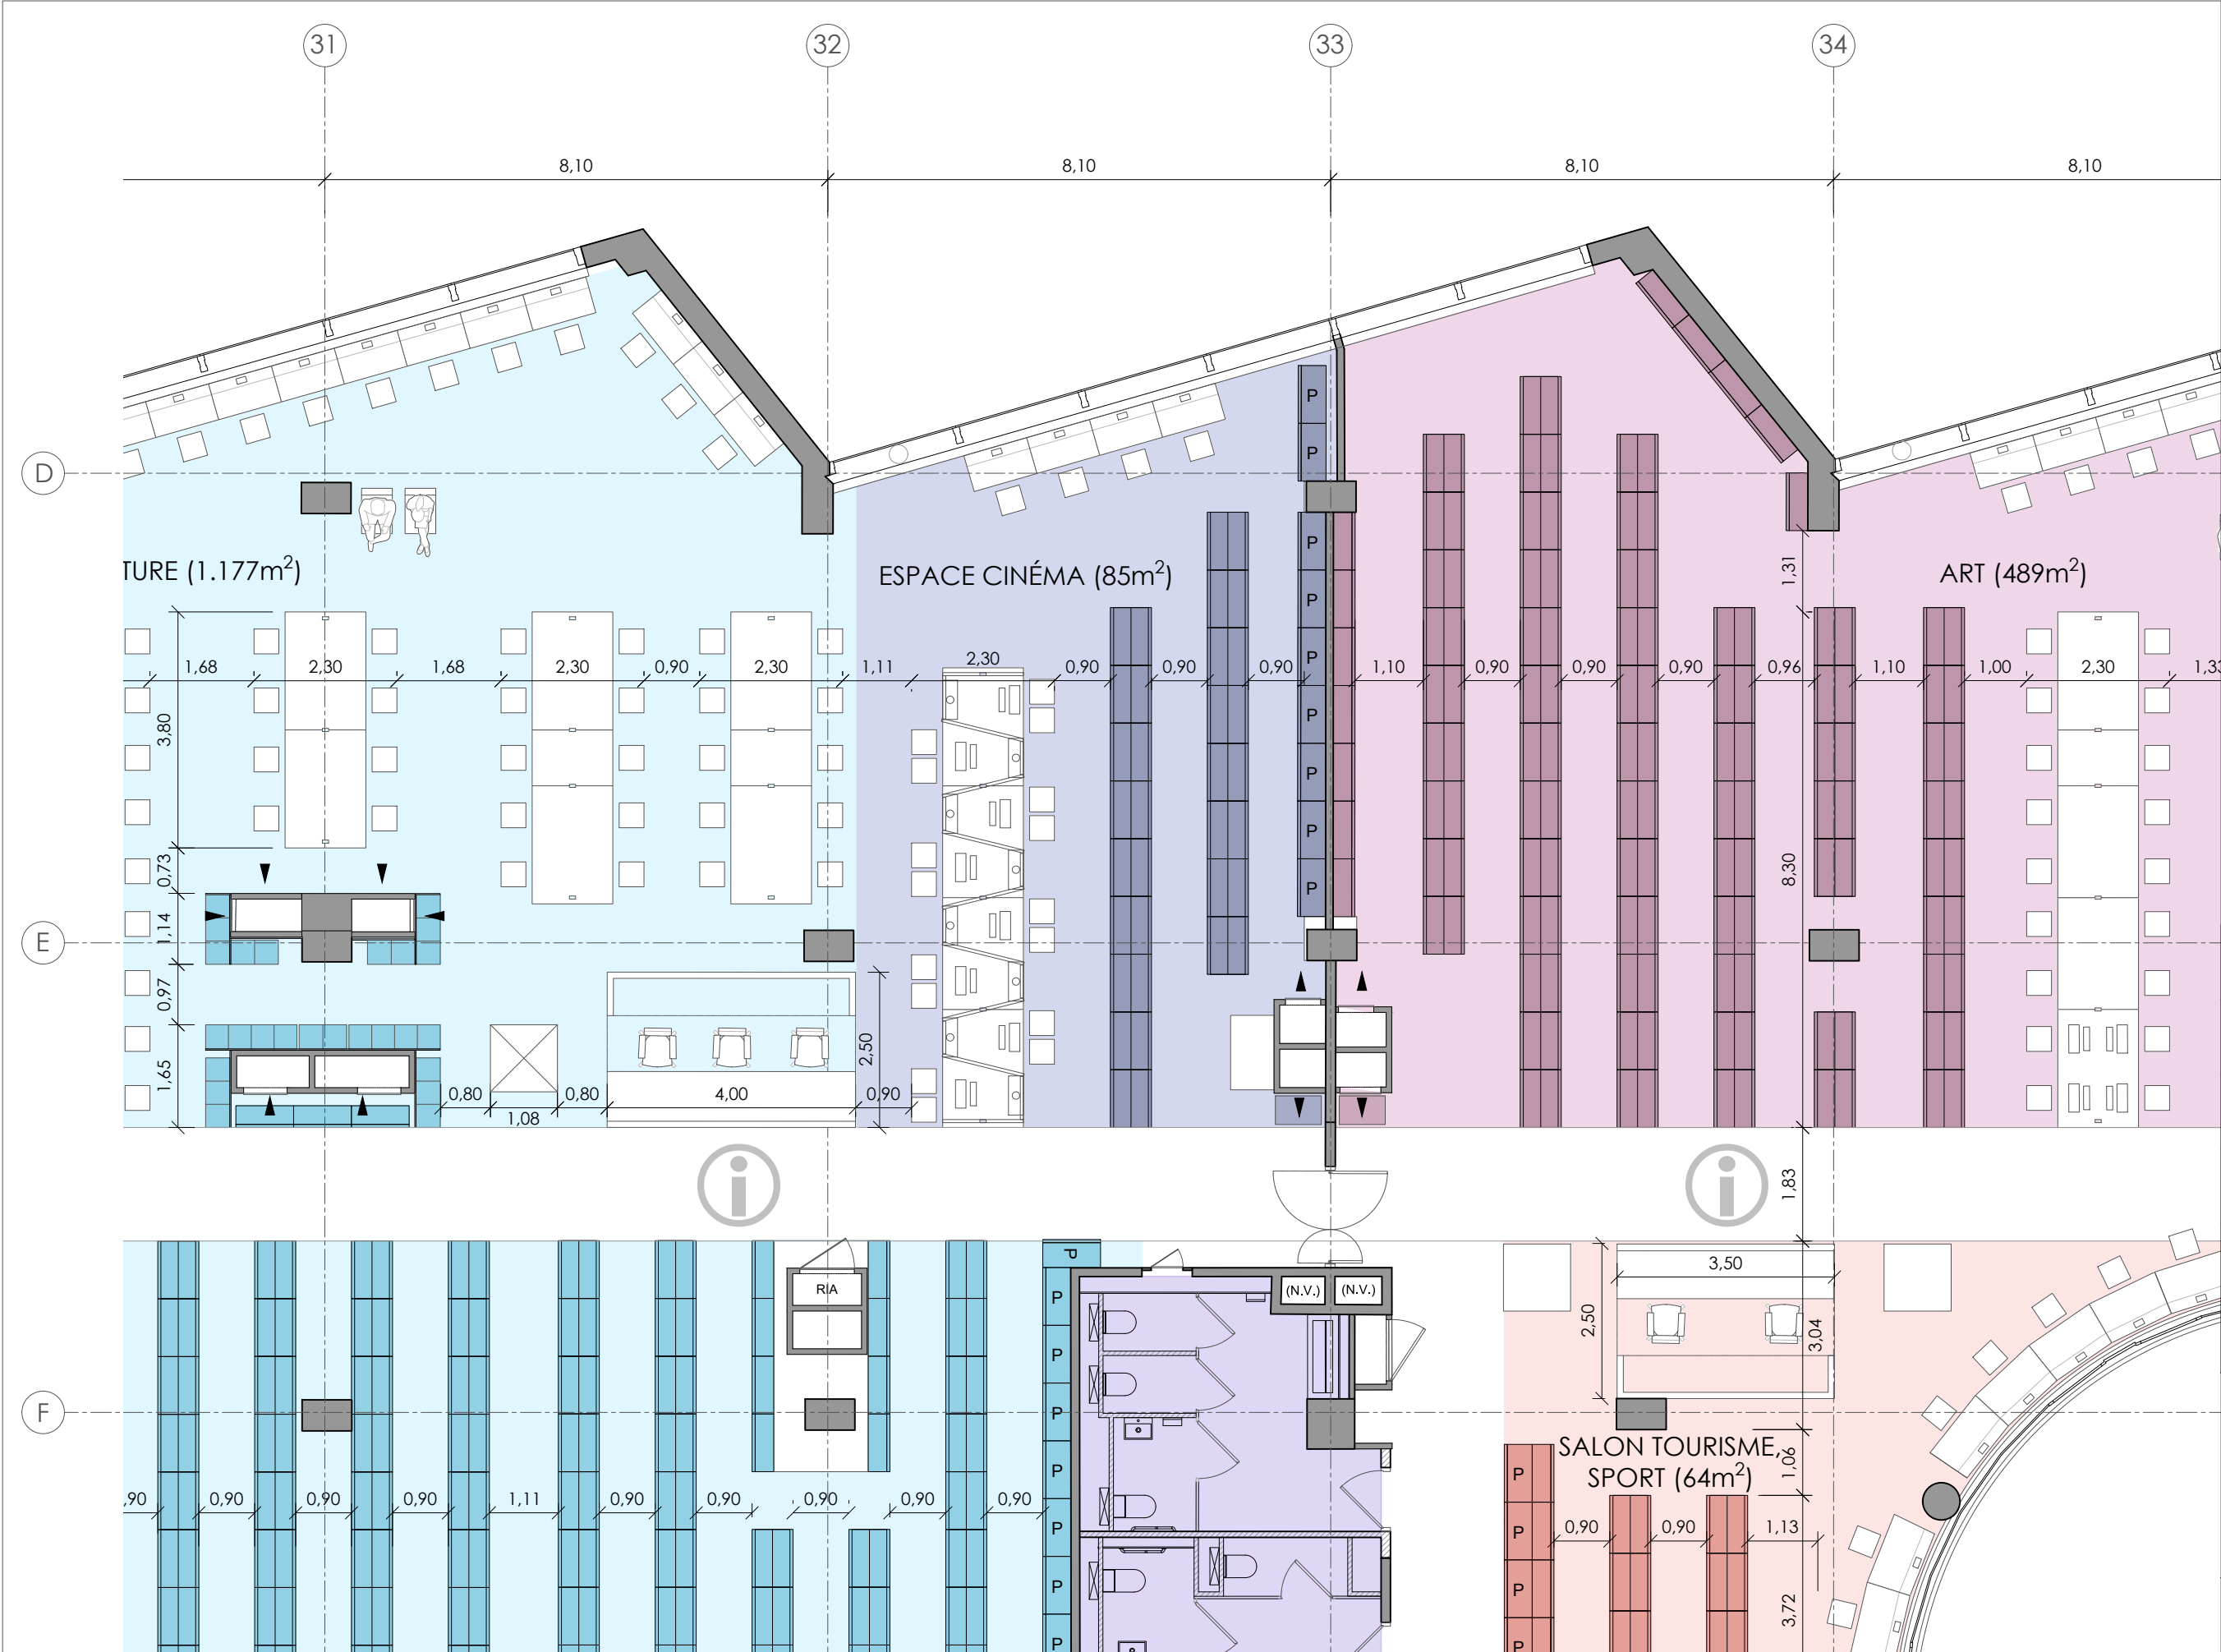 31 32 33 34
8,10 8,10 8,10 8,10
D
P
P
TURE (1.177m²) ESPACE CINÉMA (85m²) ART (489m²)
P
P
P
P
P
P
P
1,31
1,68 2,30 1,68 2,30 0,90 2,30 1,11 2,30 0,90 0,90 0,90 1,10 0,90 0,90 0,90 0,96 1,10 1,00 2,30 1,33
3,80
0,73
8,30
1,14
E
0,97
2,50
1,65
0,80 1,08 0,80 4,00 0,90
i i
1,83
P
P
P
P
P
P
P
P
RIA (N.V.) (N.V.)
3,50
2,50
3,04
F
SALON TOURISME,
SPORT (64m²)
1,06
P
P
P
P
,90 0,90 0,90 0,90 1,11 0,90 0,90 0,90 0,90 0,90
0,90 0,90 1,13
3,72